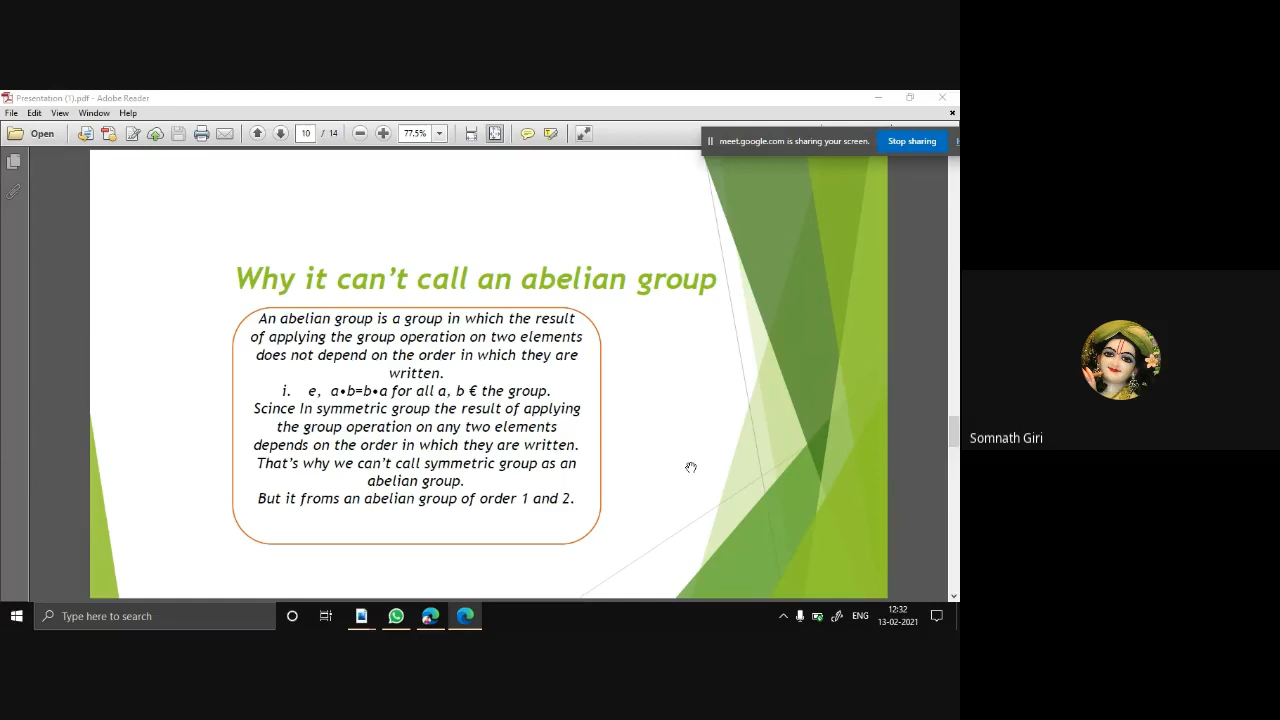 Presentation (1).pdf - Adobe Reader
File Edit View Window Help
Open 10 / 14 77.5%
meet.google.com is sharing your screen. Stop sharing
Why it can't call an abelian group
An abelian group is a group in which the result
of applying the group operation on two elements
does not depend on the order in which they are
written.
i. e, a•b=b•a for all a, b € the group.
Scince In symmetric group the result of applying
the group operation on any two elements
depends on the order in which they are written.
That's why we can't call symmetric group as an
abelian group.
But it froms an abelian group of order 1 and 2.
Somnath Giri
Type here to search
ENG
12:32
13-02-2021